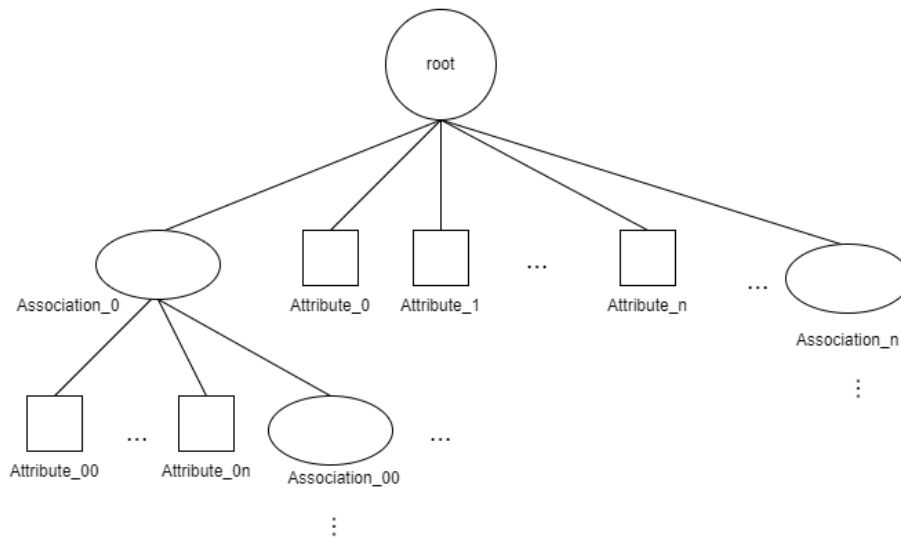 root
Association_0
Attribute_0
Attribute_1
...
Attribute_n
...
Association_n
⋮
Attribute_00
...
Attribute_0n
Association_00
...
⋮